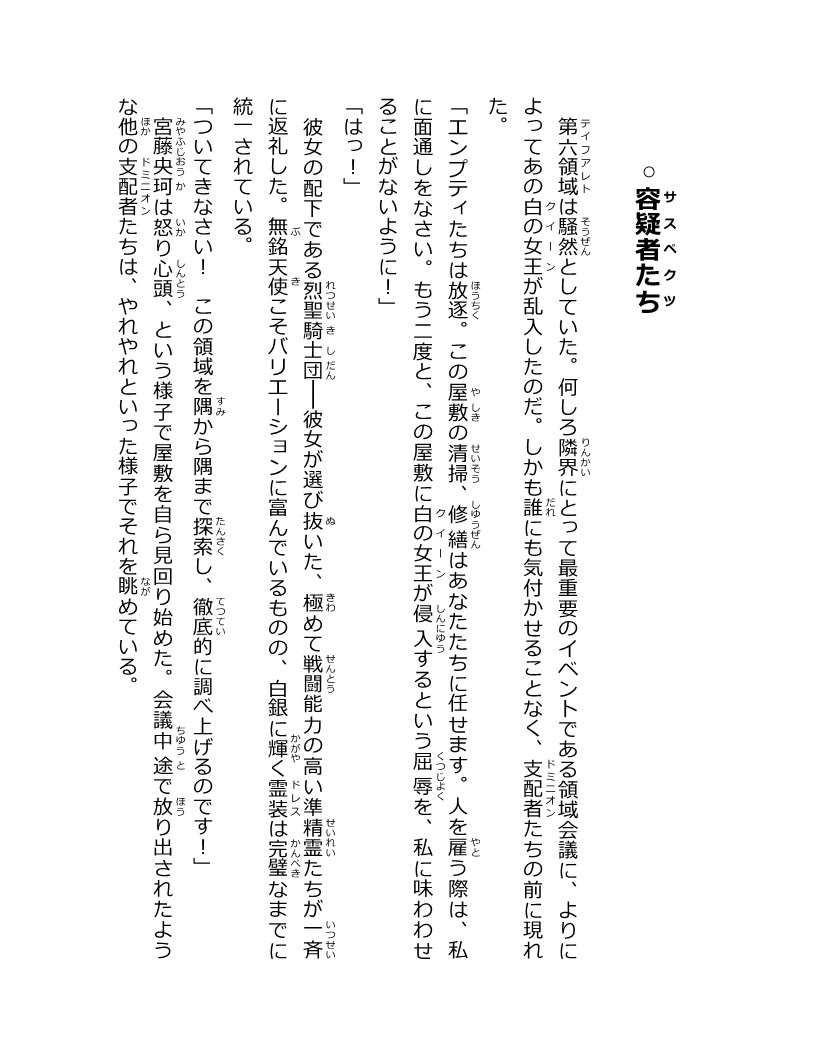 ○容疑者たち
第六領域は騒然としていた。何しろ隣界にとって最重要のイベントである領域会議に、よりに
よってあの白の女王が乱入したのだ。しかも誰にも気付かせることなく、支配者たちの前に現れ
た。
「エンプティたちは放逐。この屋敷の清掃、修繕はあなたたちに任せます。人を雇う際は、私
に面通しをなさい。もう二度と、この屋敷に白の女王が侵入するという屈辱を、私に味わわせ
ることがないように！」
「はっ！」
彼女の配下である烈聖騎士団──彼女が選び抜いた、極めて戦闘能力の高い準精霊たちが一斉
に返礼した。無銘天使こそバリエーションに富んでいるものの、白銀に輝く霊装は完璧なまでに
統一されている。
「ついてきなさい！　この領域を隅から隅まで探索し、徹底的に調べ上げるのです！」
宮藤央珂は怒り心頭、という様子で屋敷を自ら見回り始めた。会議中途で放り出されたよう
な他の支配者たちは、やれやれといった様子でそれを眺めている。